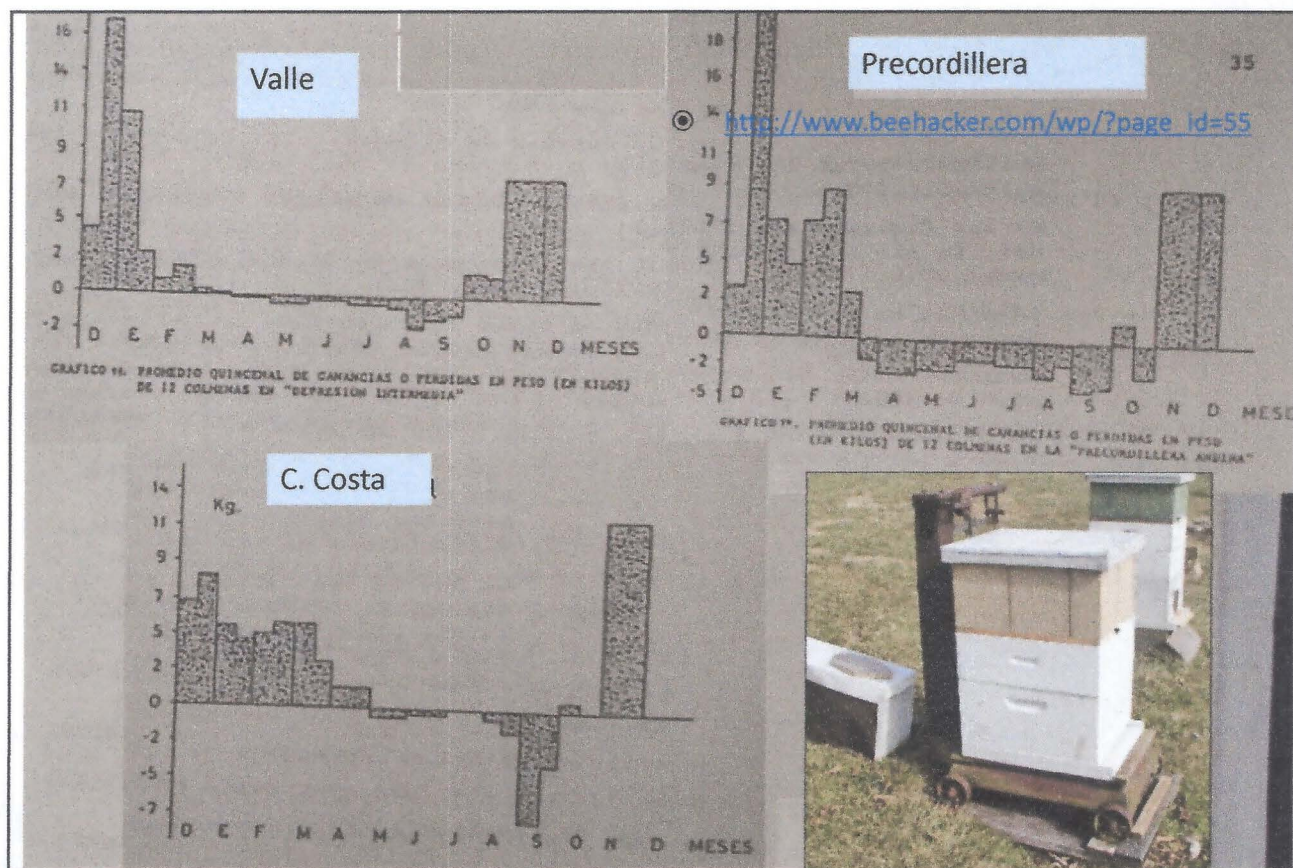 Valle
16
14
11
9
7
5
2
0
-2
D E F M A M J J A S O N D MESES
PROMEDIO QUINCENAL DE GANANCIAS O PERDIDAS EN PESO (EN KILOS)
DE 12 COLMENAS EN "DEPRESION INTERMEDIA"
Precordillera
35
http://www.beehacker.com/wp/?page_id=55
18
16
14
11
9
7
5
2
0
-2
-5
D E F M A M J J A S O N D MESE
PROMEDIO QUINCENAL DE GANANCIAS O PERDIDAS EN PESO
(EN KILOS) DE 12 COLMENAS EN LA "PRECORDILLERA ANDINA"
C. Costa
Kg.
14
11
9
7
5
2
0
-2
-5
-7
D E F M A M J J A S O N D MESES